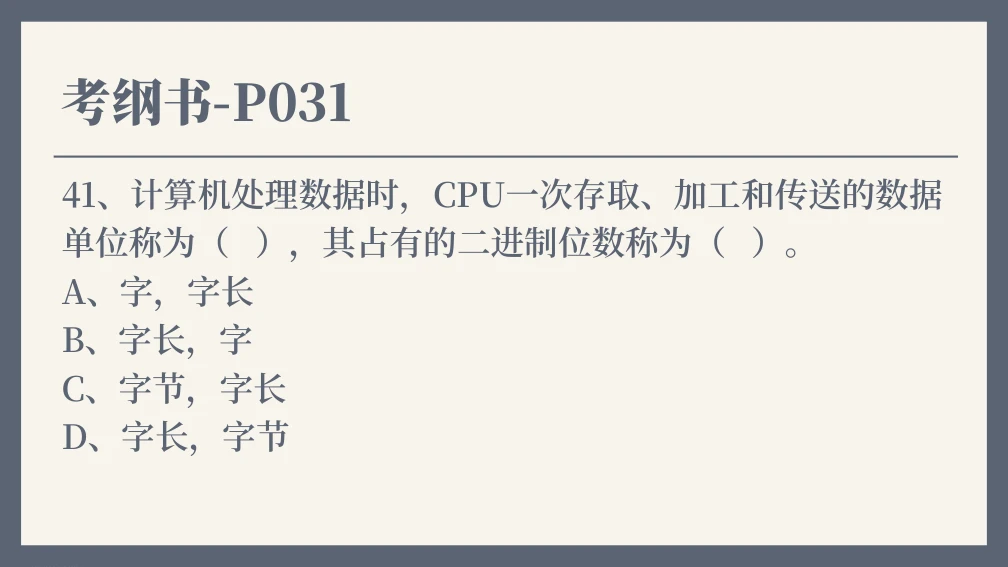 考纲书-P031
41、计算机处理数据时，CPU一次存取、加工和传送的数据
单位称为（  ），其占有的二进制位数称为（  ）。
A、字，字长
B、字长，字
C、字节，字长
D、字长，字节